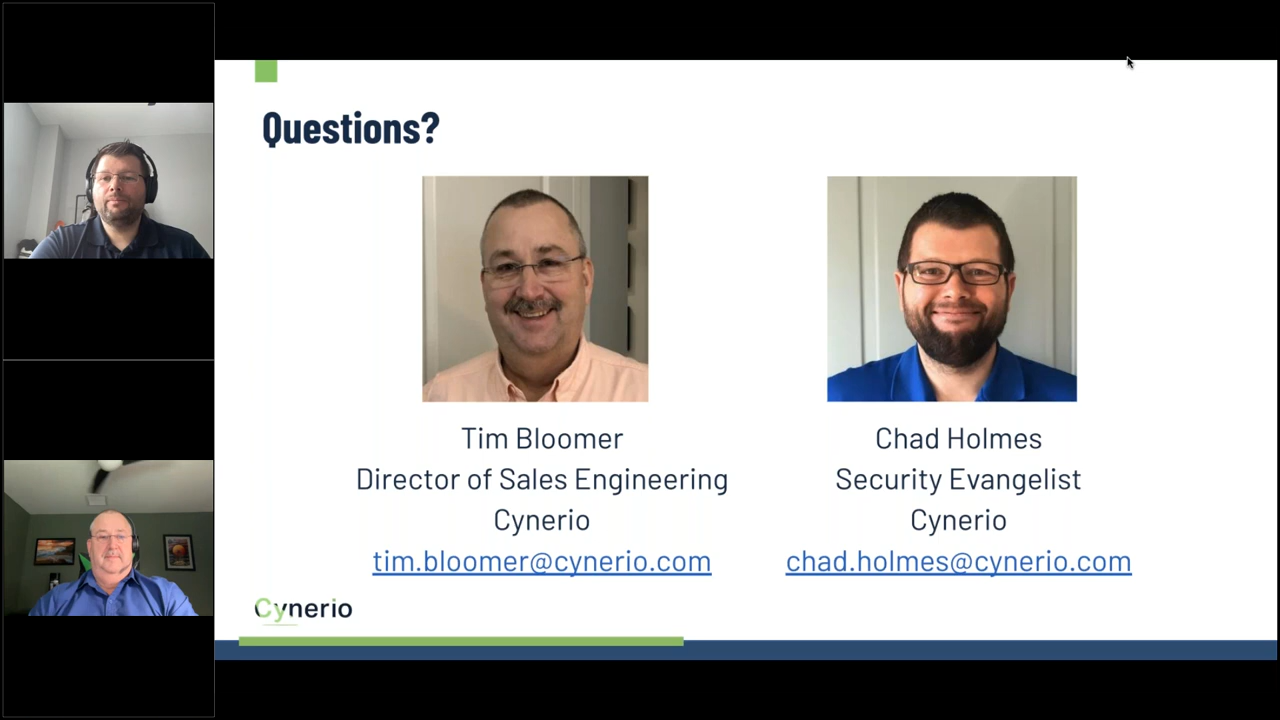 Questions?
Tim Bloomer
Director of Sales Engineering
Cynerio
tim.bloomer@cynerio.com
Chad Holmes
Security Evangelist
Cynerio
chad.holmes@cynerio.com
Cynerio